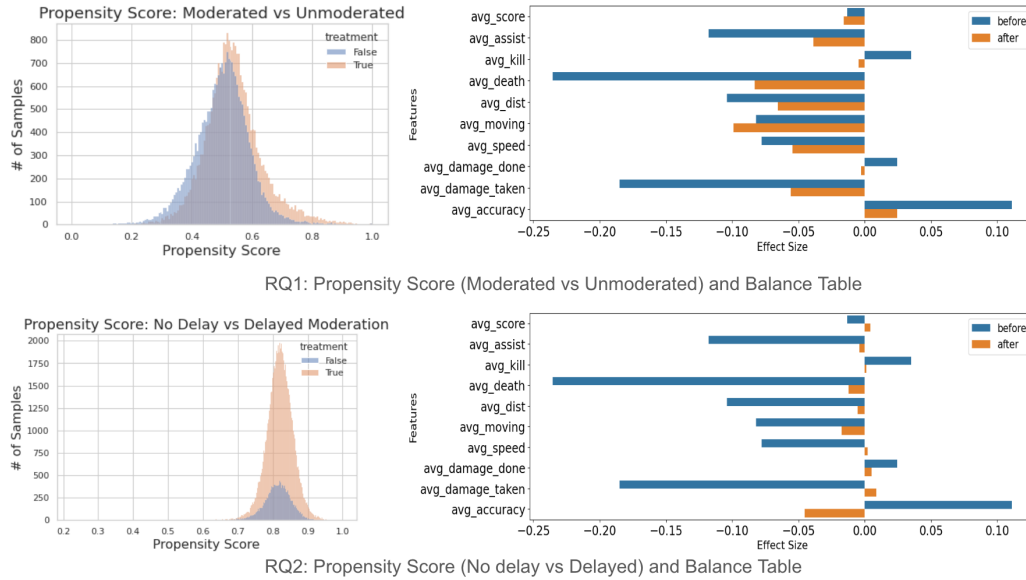 Propensity Score: Moderated vs Unmoderated
treatment
False
True
# of Samples
800
700
600
500
400
300
200
100
0
0.0 0.2 0.4 0.6 0.8 1.0
Propensity Score
before
after
Features
avg_score
avg_assist
avg_kill
avg_death
avg_dist
avg_moving
avg_speed
avg_damage_done
avg_damage_taken
avg_accuracy
−0.25 −0.20 −0.15 −0.10 −0.05 0.00 0.05 0.10
Effect Size
RQ1: Propensity Score (Moderated vs Unmoderated) and Balance Table
Propensity Score: No Delay vs Delayed Moderation
treatment
False
True
# of Samples
2000
1750
1500
1250
1000
750
500
250
0
0.2 0.3 0.4 0.5 0.6 0.7 0.8 0.9 1.0
Propensity Score
before
after
Features
avg_score
avg_assist
avg_kill
avg_death
avg_dist
avg_moving
avg_speed
avg_damage_done
avg_damage_taken
avg_accuracy
−0.25 −0.20 −0.15 −0.10 −0.05 0.00 0.05 0.10
Effect Size
RQ2: Propensity Score (No delay vs Delayed) and Balance Table